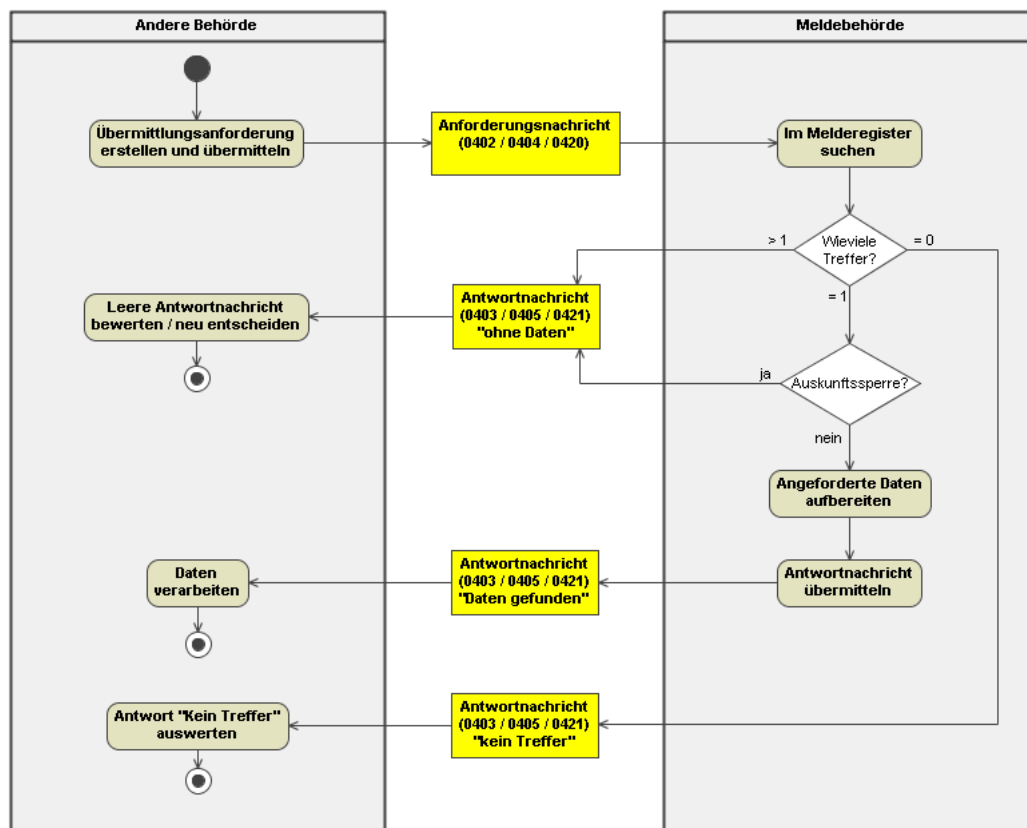 Andere Behörde
Meldebehörde
Übermittlungsanforderung
erstellen und übermitteln
Anforderungsnachricht
(0402 / 0404 / 0420)
Im Melderegister
suchen
Wieviele
Treffer?
> 1
= 0
= 1
Antwortnachricht
(0403 / 0405 / 0421)
"ohne Daten"
Leere Antwortnachricht
bewerten / neu entscheiden
Auskunftssperre?
ja
nein
Angeforderte Daten
aufbereiten
Antwortnachricht
übermitteln
Antwortnachricht
(0403 / 0405 / 0421)
"Daten gefunden"
Daten
verarbeiten
Antwortnachricht
(0403 / 0405 / 0421)
"kein Treffer"
Antwort "Kein Treffer"
auswerten